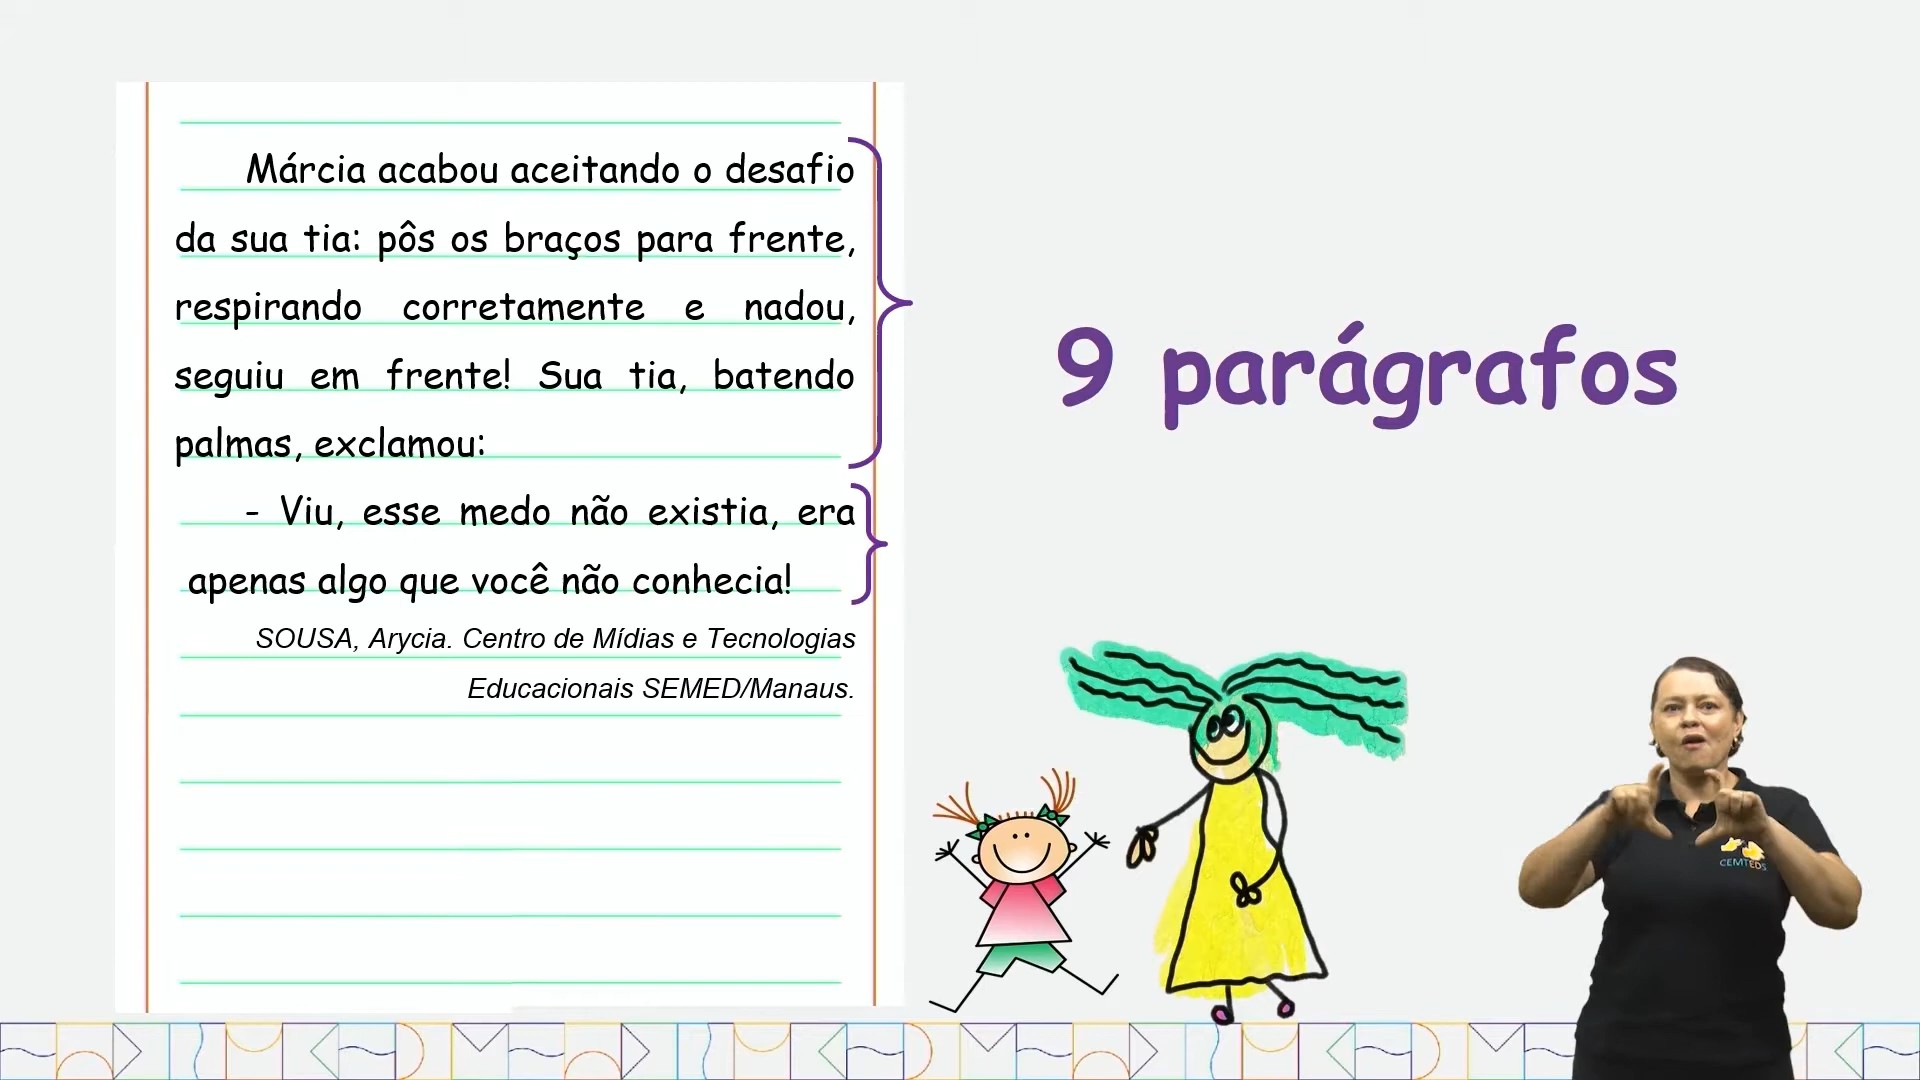 Márcia acabou aceitando o desafio
da sua tia: pôs os braços para frente,
respirando corretamente e nadou,
seguiu em frente! Sua tia, batendo
palmas, exclamou:
- Viu, esse medo não existia, era
apenas algo que você não conhecia!
SOUSA, Arycia. Centro de Mídias e Tecnologias
Educacionais SEMED/Manaus.
9 parágrafos
CEMTEDS